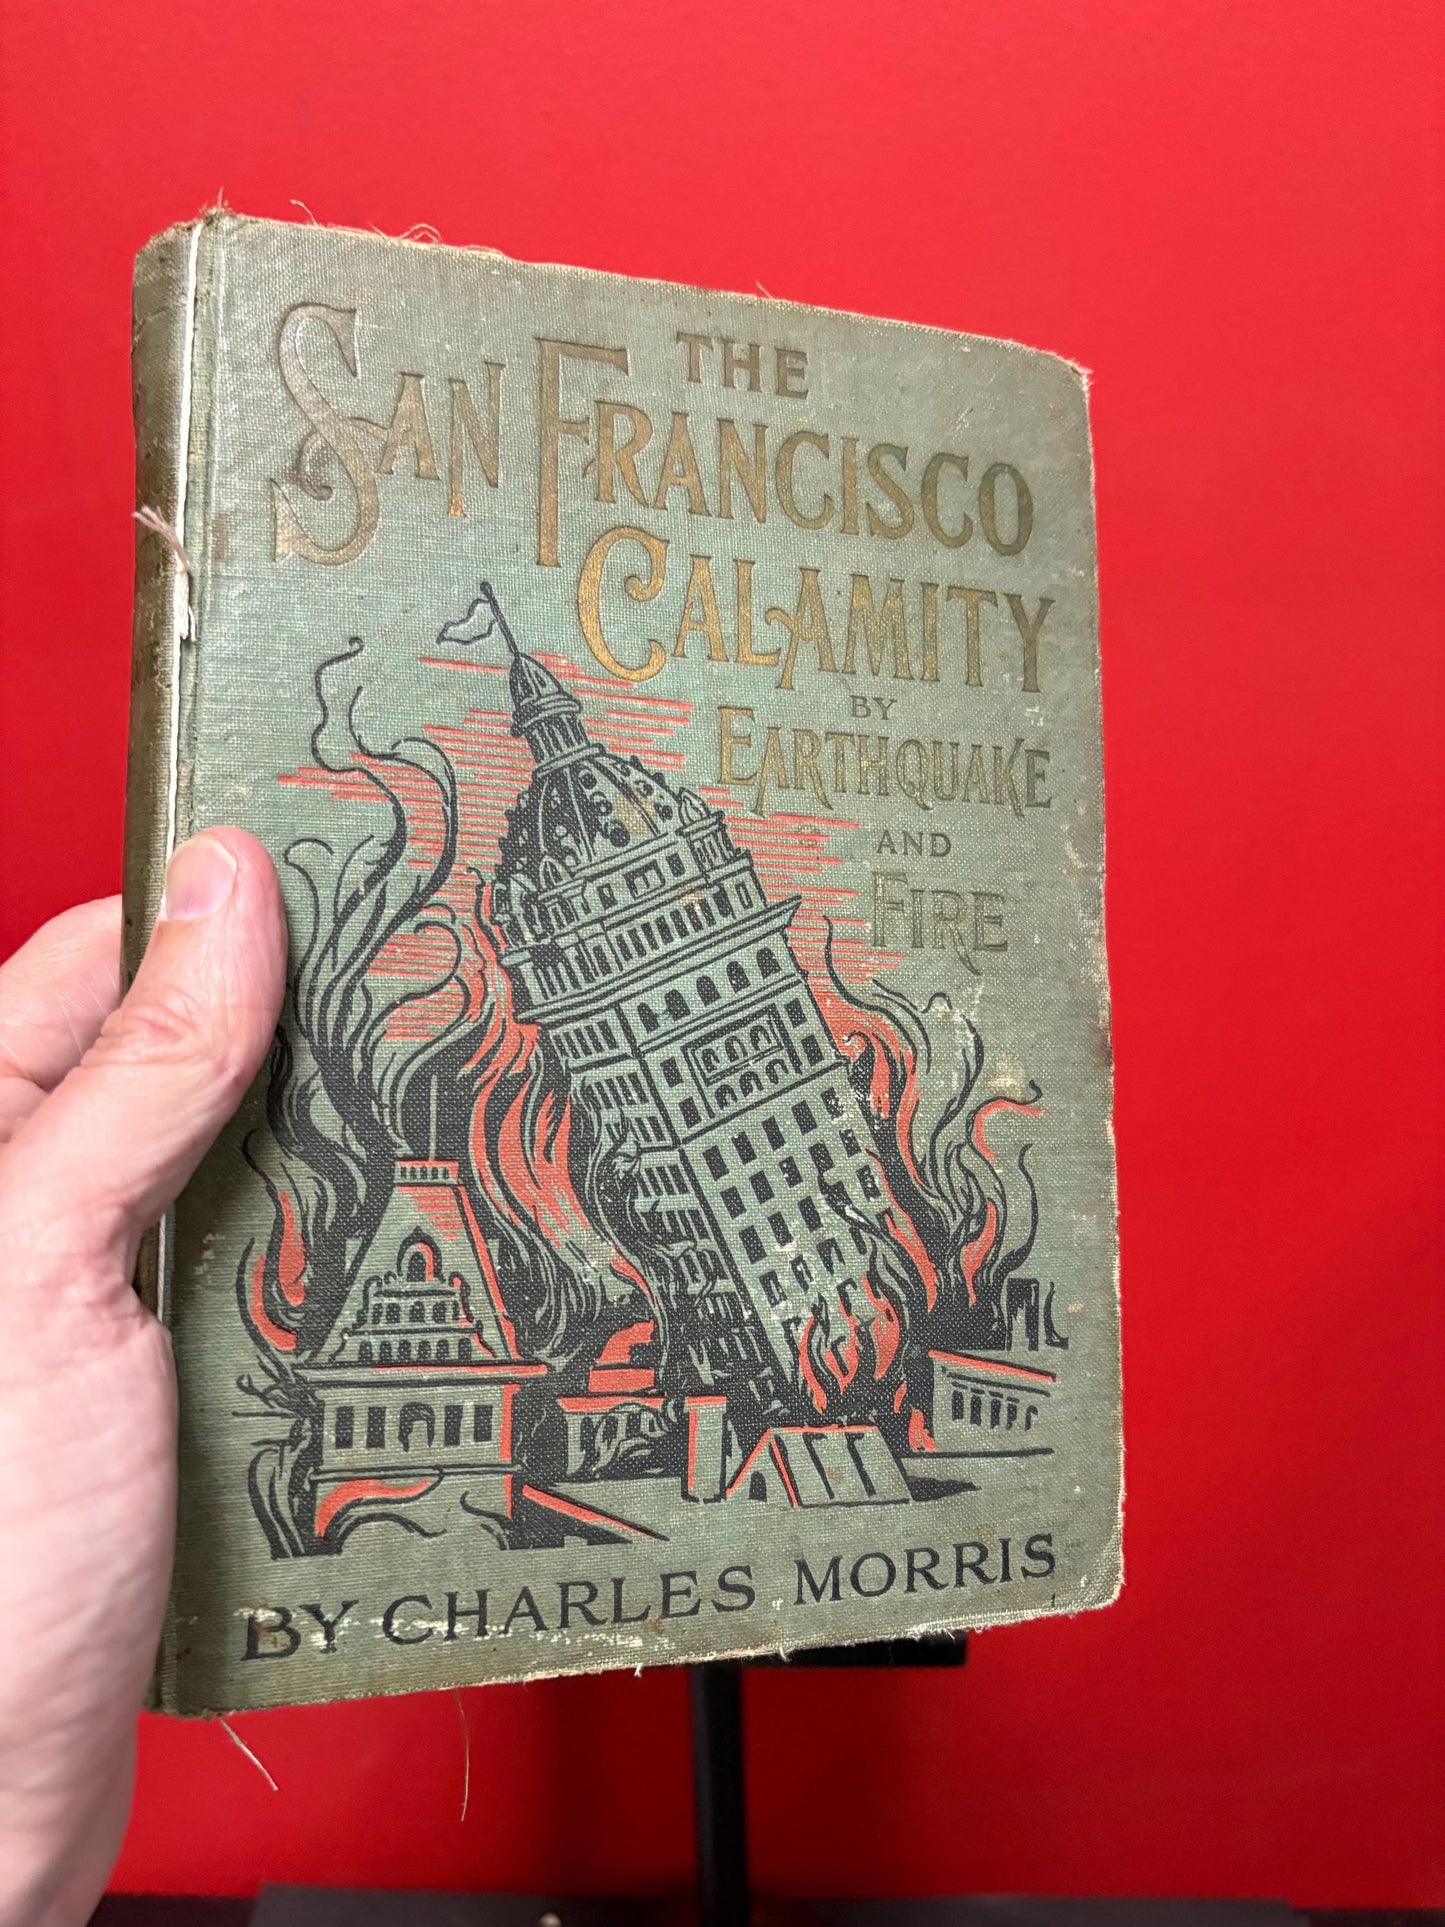 THE
SAN FRANCISCO
CALAMITY
BY
EARTHQUAKE
AND
FIRE
BY CHARLES MORRIS